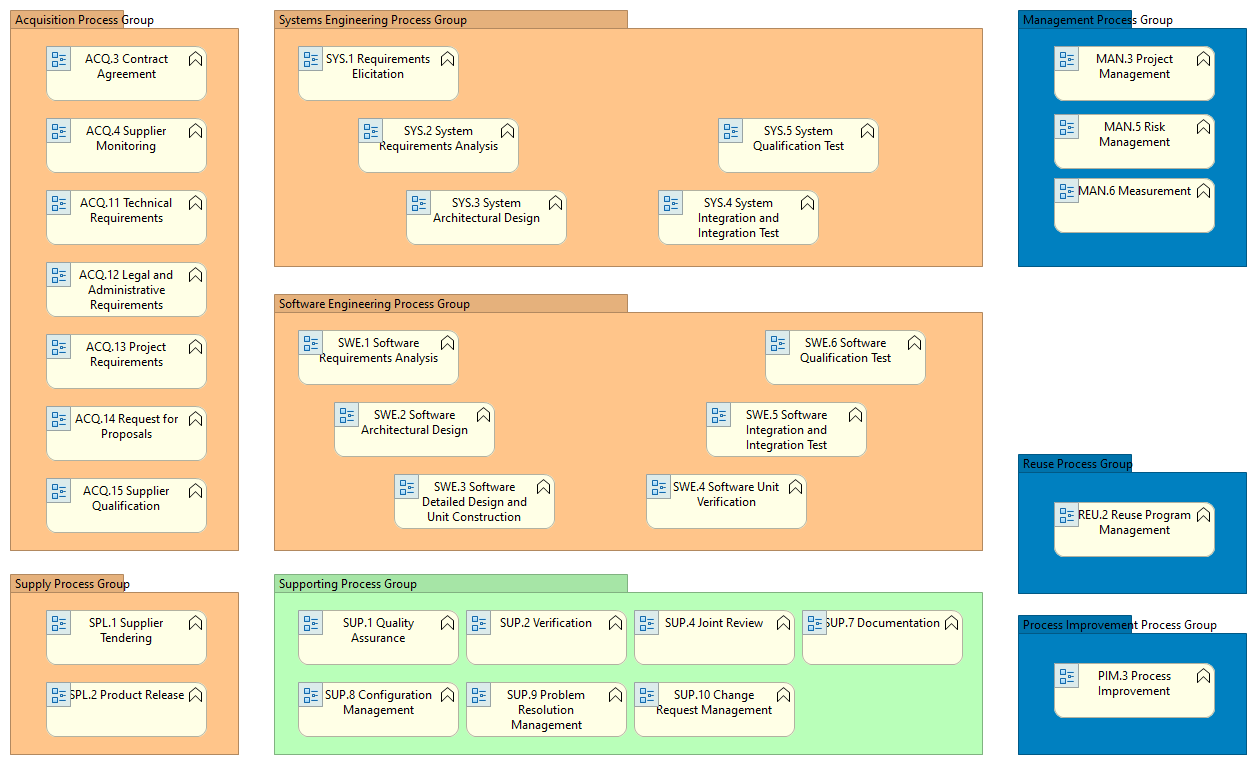 Acquisition Process Group
ACQ.3 Contract
Agreement
ACQ.4 Supplier
Monitoring
ACQ.11 Technical
Requirements
ACQ.12 Legal and
Administrative
Requirements
ACQ.13 Project
Requirements
ACQ.14 Request for
Proposals
ACQ.15 Supplier
Qualification
Supply Process Group
SPL.1 Supplier
Tendering
SPL.2 Product Release
Systems Engineering Process Group
SYS.1 Requirements
Elicitation
SYS.2 System
Requirements Analysis
SYS.5 System
Qualification Test
SYS.3 System
Architectural Design
SYS.4 System
Integration and
Integration Test
Software Engineering Process Group
SWE.1 Software
Requirements Analysis
SWE.6 Software
Qualification Test
SWE.2 Software
Architectural Design
SWE.5 Software
Integration and
Integration Test
SWE.3 Software
Detailed Design and
Unit Construction
SWE.4 Software Unit
Verification
Supporting Process Group
SUP.1 Quality
Assurance
SUP.2 Verification
SUP.4 Joint Review
SUP.7 Documentation
SUP.8 Configuration
Management
SUP.9 Problem
Resolution
Management
SUP.10 Change
Request Management
Management Process Group
MAN.3 Project
Management
MAN.5 Risk
Management
MAN.6 Measurement
Reuse Process Group
REU.2 Reuse Program
Management
Process Improvement Process Group
PIM.3 Process
Improvement